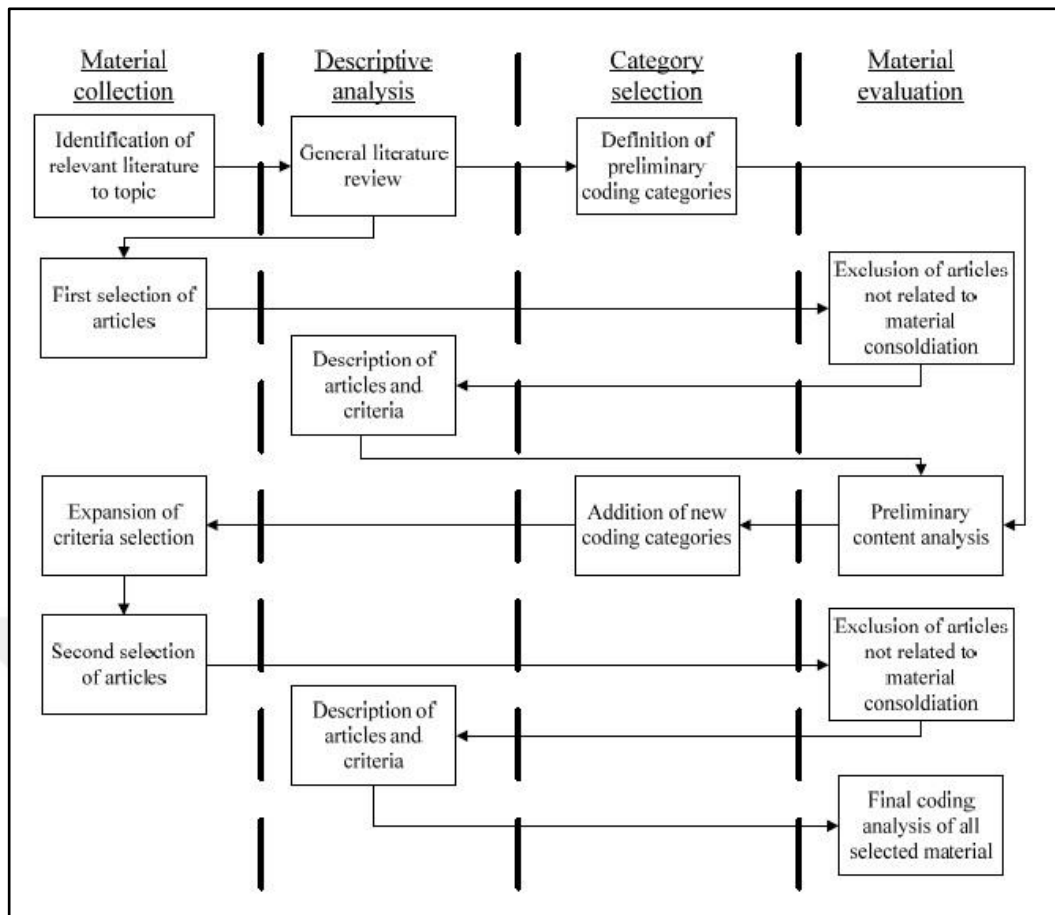 Material
collection
Descriptive
analysis
Category
selection
Material
evaluation
Identification of
relevant literature
to topic
General literature
review
Definition of
preliminary
coding categories
First selection of
articles
Exclusion of articles
not related to
material
consoldiation
Description of
articles and
criteria
Expansion of
criteria selection
Addition of new
coding categories
Preliminary
content analysis
Second selection
of articles
Exclusion of articles
not related to
material
consoldiation
Description of
articles and
criteria
Final coding
analysis of all
selected material